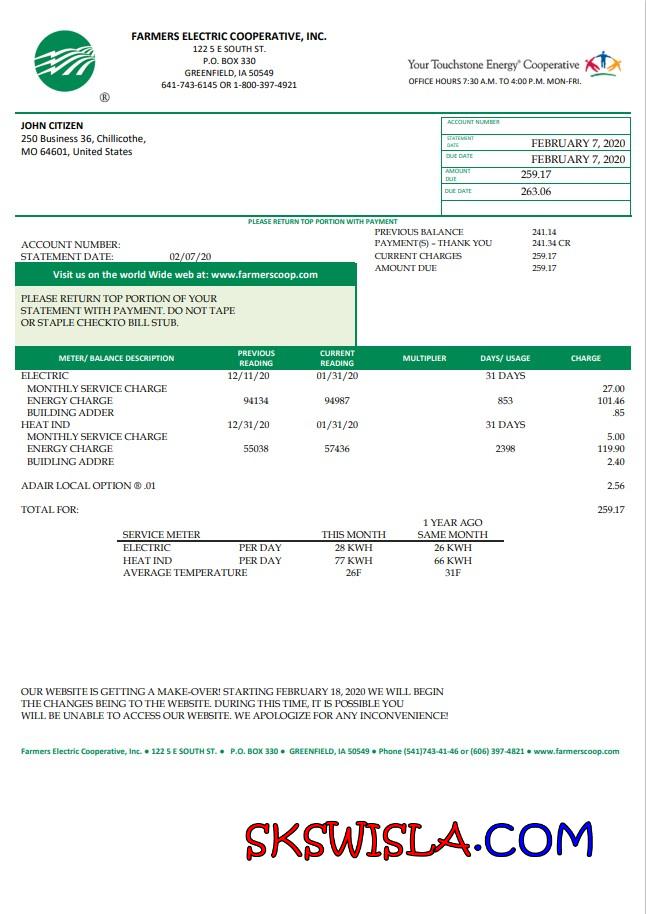 FARMERS ELECTRIC COOPERATIVE, INC.
122 5 E SOUTH ST.
P.O. BOX 330
GREENFIELD, IA 50549
641-743-6145 OR 1-800-397-4921
®
Your Touchstone Energy® Cooperative
OFFICE HOURS 7:30 A.M. TO 4:00 P.M. MON-FRI.
JOHN CITIZEN
250 Business 36, Chillicothe,
MO 64601, United States
ACCOUNT NUMBER
STATEMENT DATE FEBRUARY 7, 2020
DUE DATE FEBRUARY 7, 2020
AMOUNT DUE 259.17
DUE DATE 263.06
PLEASE RETURN TOP PORTION WITH PAYMENT
PREVIOUS BALANCE 241.14
PAYMENT(S) – THANK YOU 241.34 CR
CURRENT CHARGES 259.17
AMOUNT DUE 259.17
ACCOUNT NUMBER:
STATEMENT DATE: 02/07/20
Visit us on the world Wide web at: www.farmerscoop.com
PLEASE RETURN TOP PORTION OF YOUR
STATEMENT WITH PAYMENT. DO NOT TAPE
OR STAPLE CHECKTO BILL STUB.
METER/ BALANCE DESCRIPTION PREVIOUS READING CURRENT READING MULTIPLIER DAYS/ USAGE CHARGE
ELECTRIC 12/11/20 01/31/20 31 DAYS
MONTHLY SERVICE CHARGE 27.00
ENERGY CHARGE 94134 94987 853 101.46
BUILDING ADDER .85
HEAT IND 12/31/20 01/31/20 31 DAYS
MONTHLY SERVICE CHARGE 5.00
ENERGY CHARGE 55038 57436 2398 119.90
BUIDLING ADDRE 2.40
ADAIR LOCAL OPTION ® .01 2.56
TOTAL FOR: 259.17
SERVICE METER THIS MONTH 1 YEAR AGO SAME MONTH
ELECTRIC PER DAY 28 KWH 26 KWH
HEAT IND PER DAY 77 KWH 66 KWH
AVERAGE TEMPERATURE 26F 31F
OUR WEBSITE IS GETTING A MAKE-OVER! STARTING FEBRUARY 18, 2020 WE WILL BEGIN
THE CHANGES BEING TO THE WEBSITE. DURING THIS TIME, IT IS POSSIBLE YOU
WILL BE UNABLE TO ACCESS OUR WEBSITE. WE APOLOGIZE FOR ANY INCONVENIENCE!
Farmers Electric Cooperative, Inc. ● 122 5 E SOUTH ST. ● P.O. BOX 330 ● GREENFIELD, IA 50549 ● Phone (541)743-41-46 or (606) 397-4821 ● www.farmerscoop.com
SKSWISLA.COM